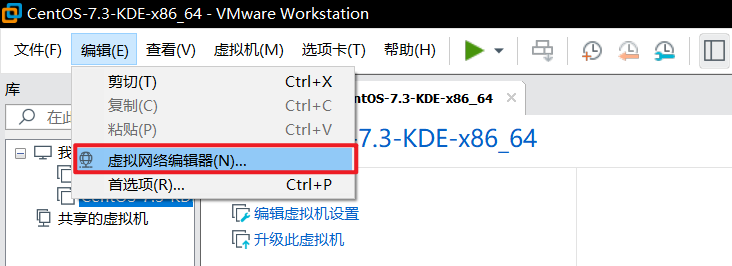 CentOS-7.3-KDE-x86_64 - VMware Workstation
文件(F) 编辑(E) 查看(V) 虚拟机(M) 选项卡(T) 帮助(H)
库
剪切(T) Ctrl+X
entOS-7.3-KDE-x86_64
复制(C) Ctrl+C
在此
粘贴(P) Ctrl+V
-7.3-KDE-x86_64
我
虚拟网络编辑器(N)...
首选项(R)... Ctrl+P
CentOS-7.3-KD
共享的虚拟机
编辑虚拟机设置
升级此虚拟机